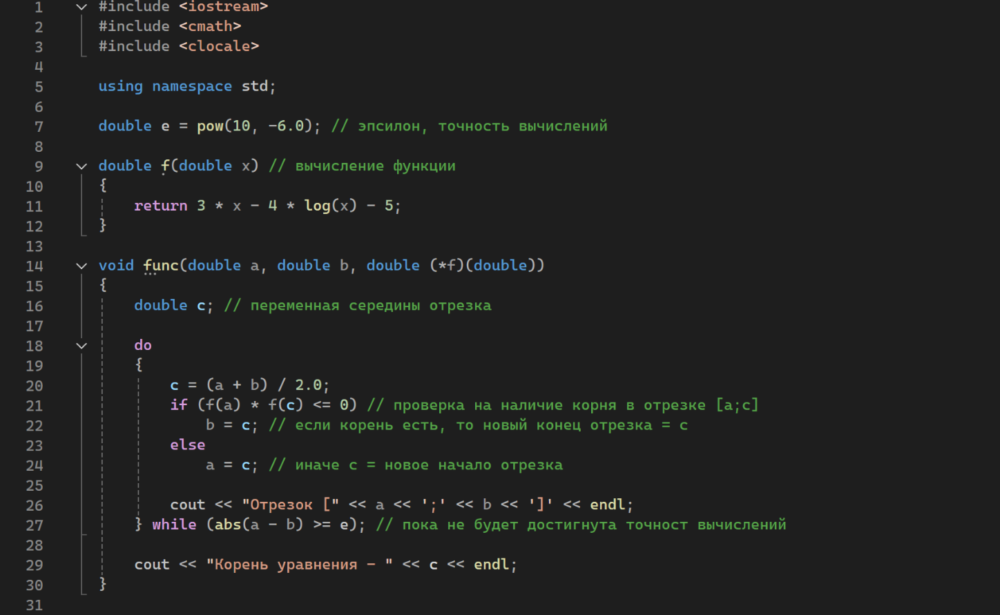 1 #include <iostream>
2 #include <cmath>
3 #include <clocale>
4
5 using namespace std;
6
7 double e = pow(10, -6.0); // эпсилон, точность вычислений
8
9 double f(double x) // вычисление функции
10 {
11 return 3 * x - 4 * log(x) - 5;
12 }
13
14 void func(double a, double b, double (*f)(double))
15 {
16 double c; // переменная середины отрезка
17
18 do
19 {
20 c = (a + b) / 2.0;
21 if (f(a) * f(c) <= 0) // проверка на наличие корня в отрезке [a;c]
22 b = c; // если корень есть, то новый конец отрезка = c
23 else
24 a = c; // иначе c = новое начало отрезка
25
26 cout << "Отрезок [" << a << ';' << b << ']' << endl;
27 } while (abs(a - b) >= e); // пока не будет достигнута точност вычислений
28
29 cout << "Корень уравнения - " << c << endl;
30 }
31